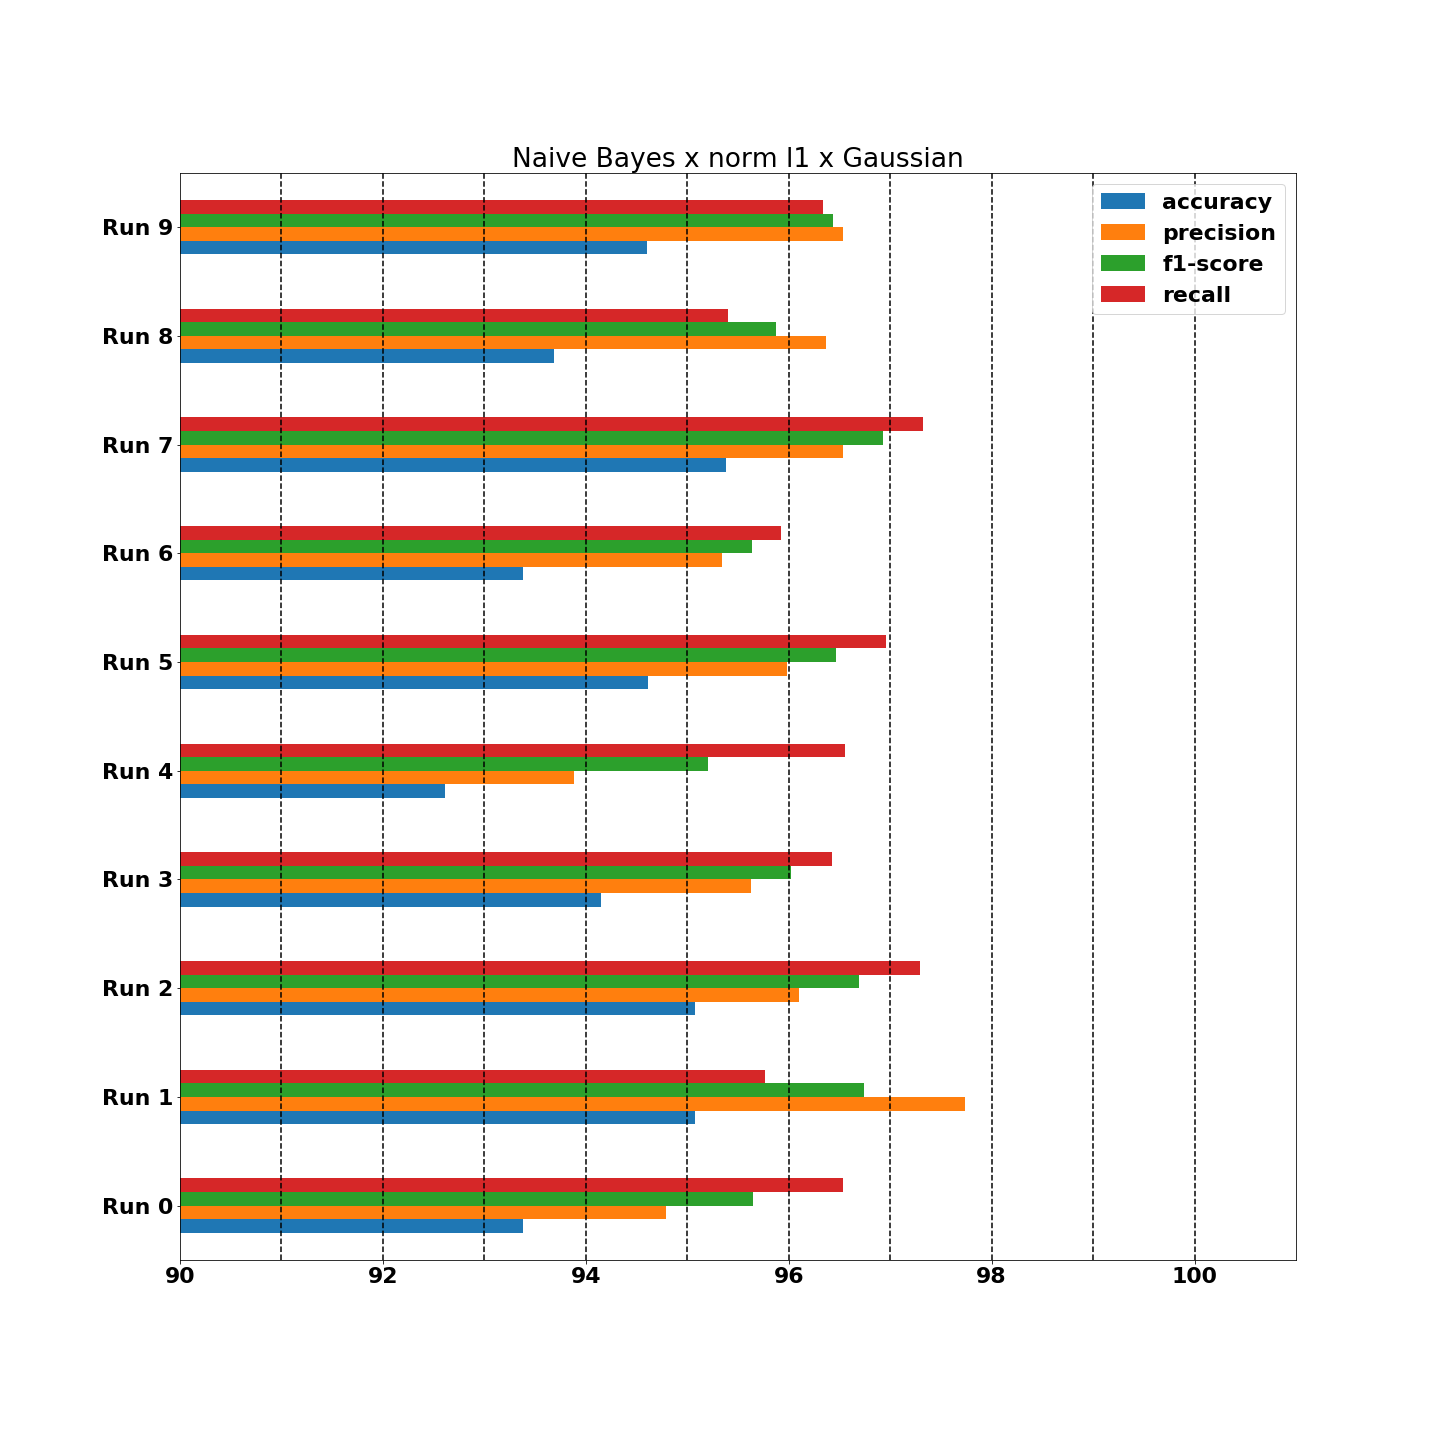 Naive Bayes x norm l1 x Gaussian
accuracy
precision
f1-score
recall
Run 9
Run 8
Run 7
Run 6
Run 5
Run 4
Run 3
Run 2
Run 1
Run 0
90 92 94 96 98 100